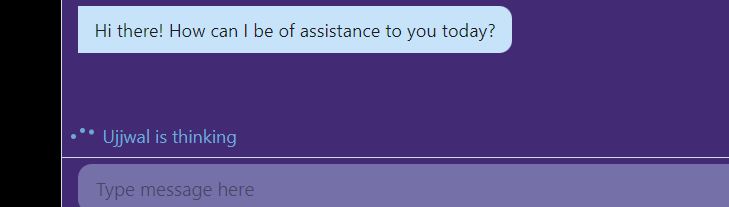 Hi there! How can I be of assistance to you today?
Ujjwal is thinking
Type message here